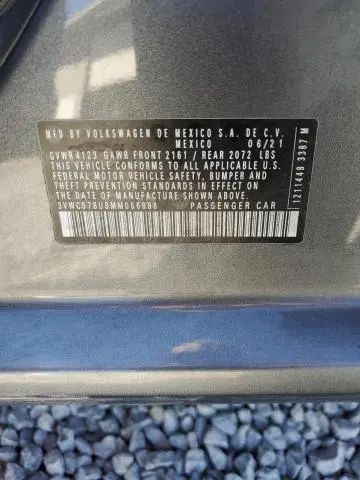 MFD BY VOLKSWAGEN DE MEXICO S.A. DE C.V.
MEXICO 06/21
GVWR 4123 GAWR FRONT 2161 / REAR 2072 LBS
THIS VEHICLE CONFORMS TO ALL APPLICABLE U.S.
FEDERAL MOTOR VEHICLE SAFETY, BUMPER AND
THEFT PREVENTION STANDARDS IN EFFECT ON
THE DATE OF MANUFACTURE SHOWN ABOVE.
3VWC57BU8MM066998 PASSENGER CAR
1211448 3387 M